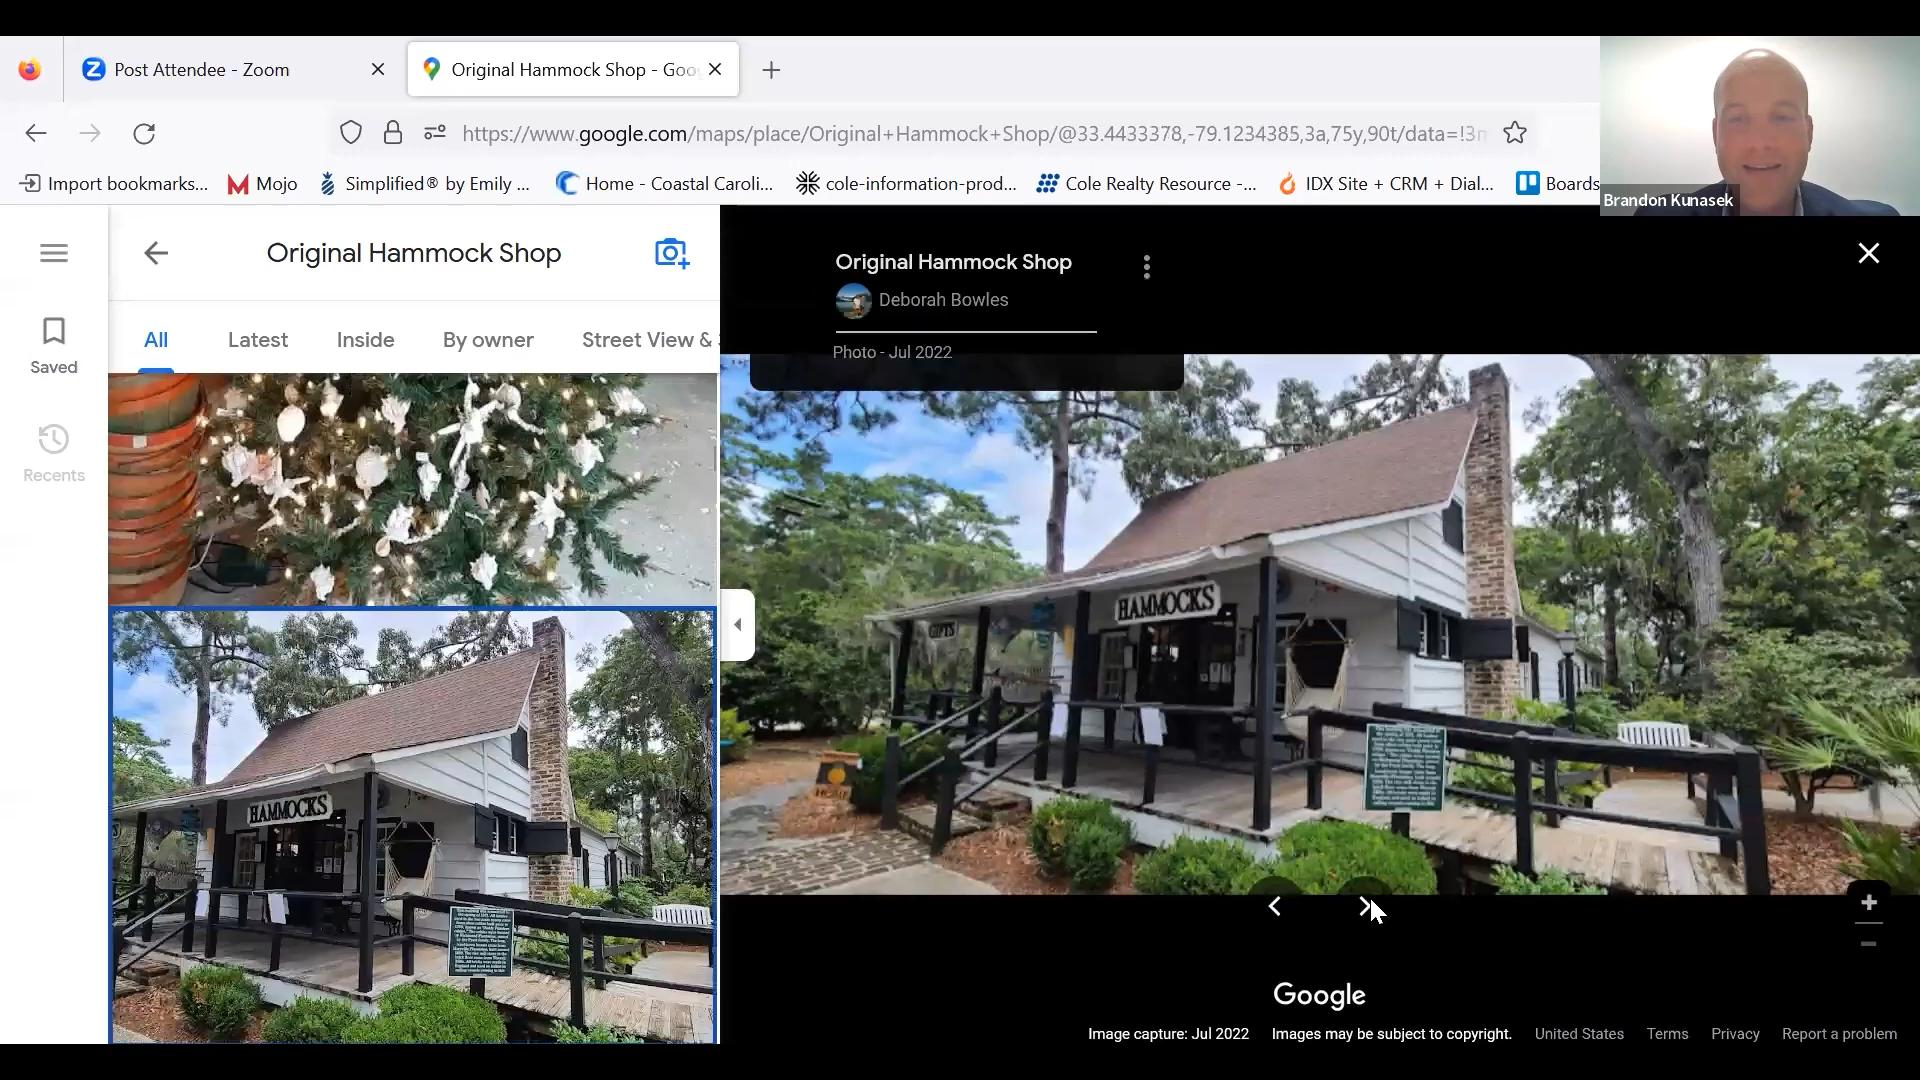 Post Attendee - Zoom
Original Hammock Shop - Goo
https://www.google.com/maps/place/Original+Hammock+Shop/@33.4433378,-79.1234385,3a,75y,90t/data=!3m
Import bookmarks...
Mojo
Simplified® by Emily ...
Home - Coastal Caroli...
cole-information-prod...
Cole Realty Resource -...
IDX Site + CRM + Dial...
Boards
Brandon Kunasek
Saved
Recents
Original Hammock Shop
All
Latest
Inside
By owner
Street View &
HAMMOCKS
Original Hammock Shop
Deborah Bowles
Photo - Jul 2022
GIFTS
HAMMOCKS
Google
Image capture: Jul 2022
Images may be subject to copyright.
United States
Terms
Privacy
Report a problem